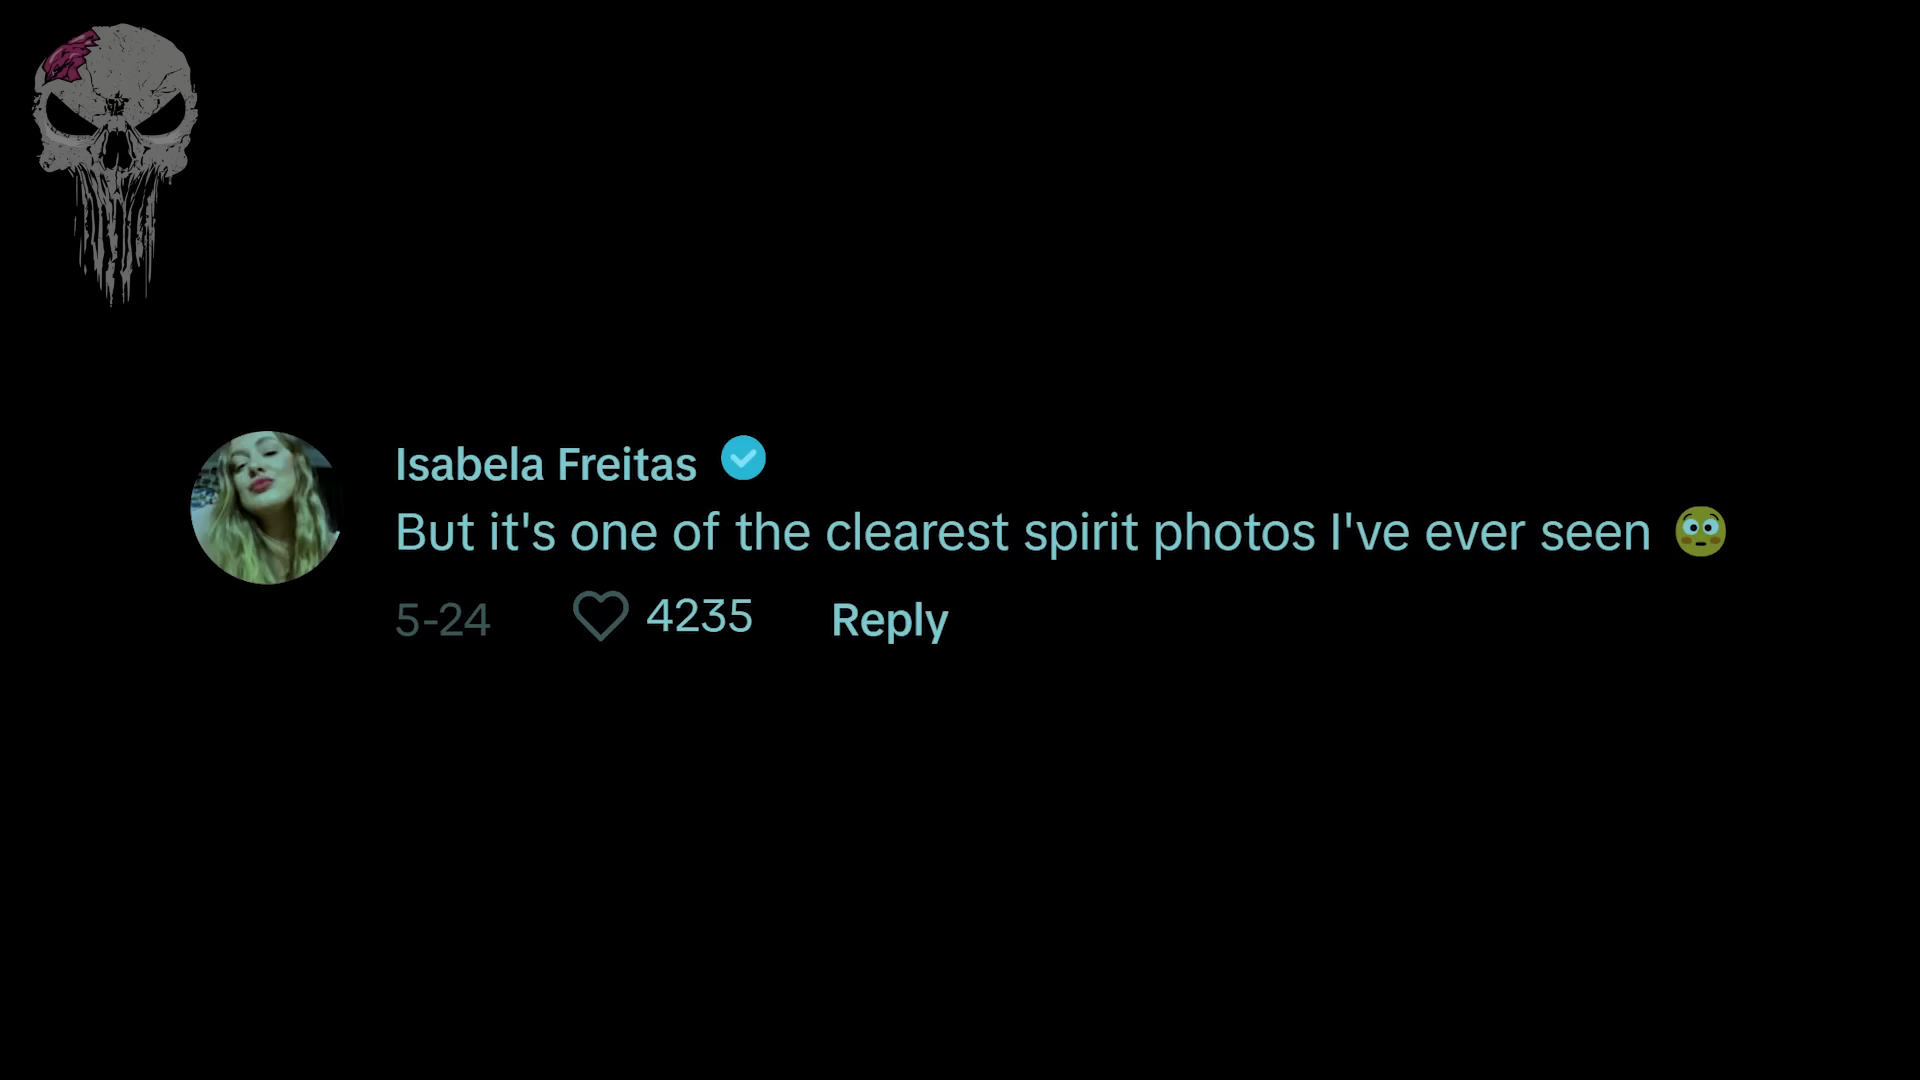 Isabela Freitas
But it's one of the clearest spirit photos I've ever seen 😳
5-24 4235 Reply